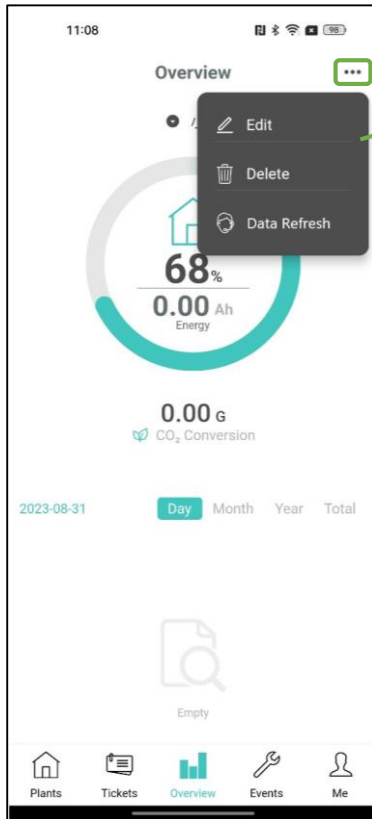 11:08
98
Overview
Edit
Delete
Data Refresh
68%
0.00 Ah
Energy
0.00 G
CO₂ Conversion
2023-08-31
Day Month Year Total
Empty
Plants Tickets Overview Events Me